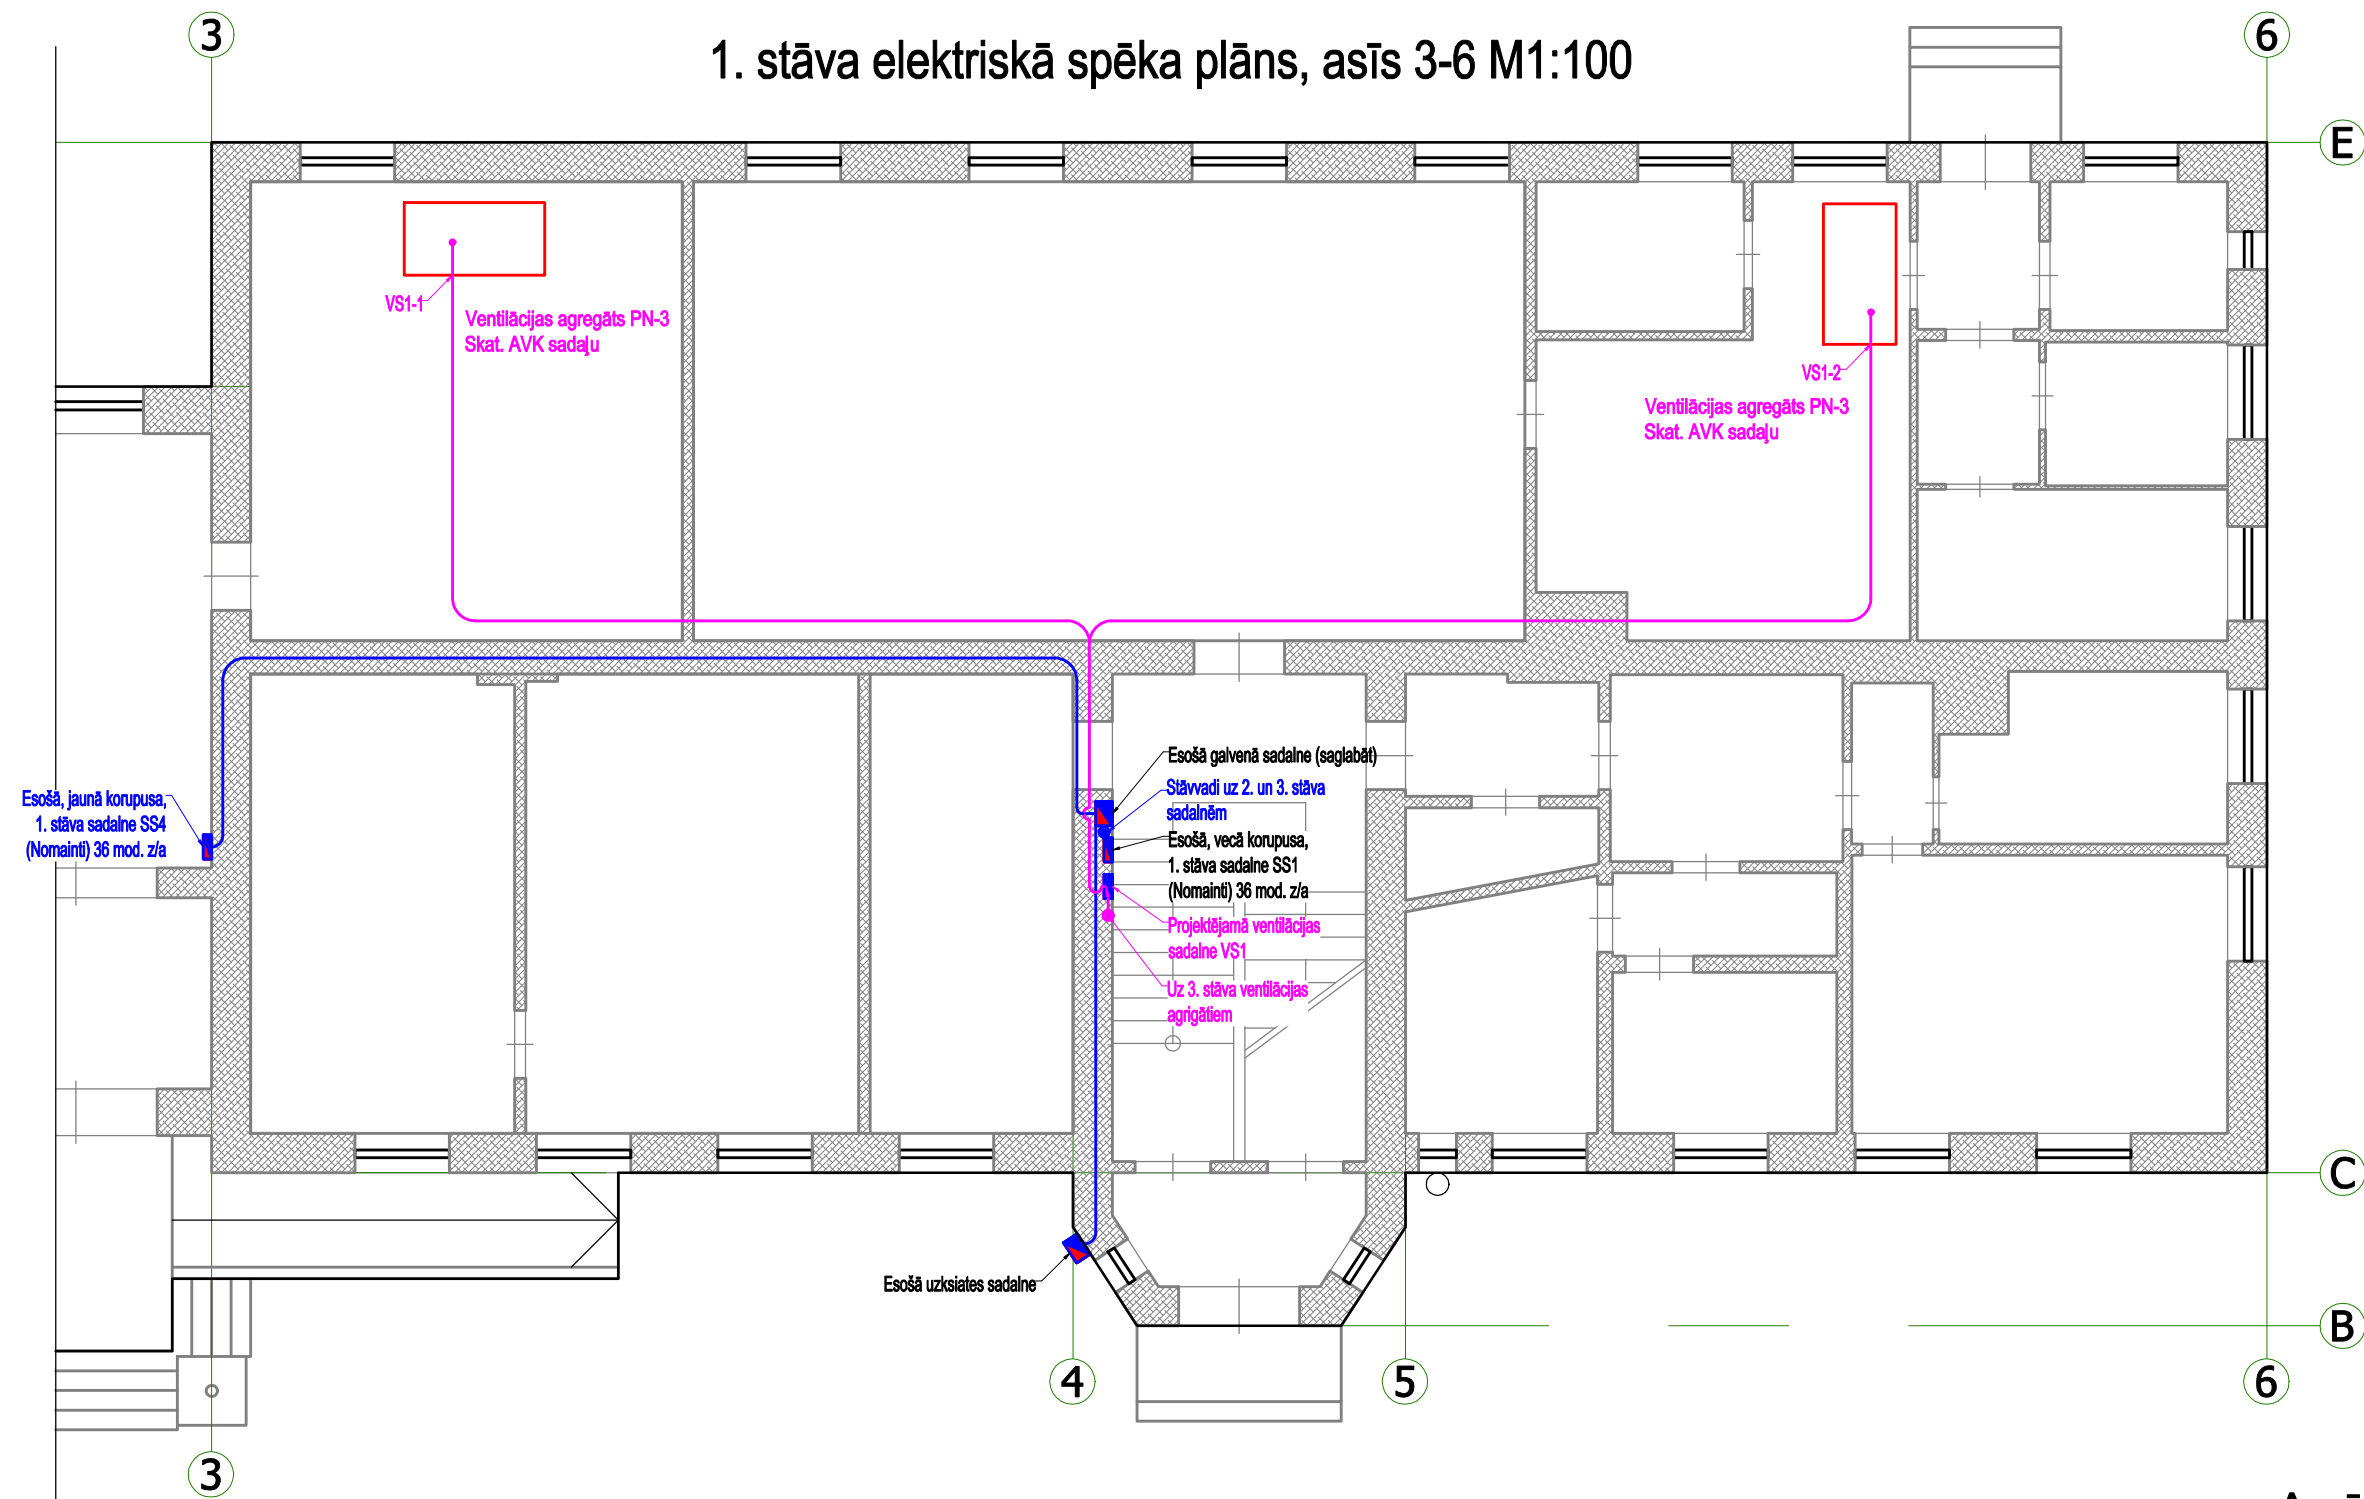 3
1. stāva elektriskā spēka plāns, asīs 3-6 M1:100
6
E
VS1-1
Ventilācijas agregāts PN-3
Skat. AVK sadaļu
VS1-2
Ventilācijas agregāts PN-3
Skat. AVK sadaļu
Esošā galvenā sadalne (saglabāt)
Stāvvadi uz 2. un 3. stāva
sadalnēm
Esošā, jaunā korupusa,
1. stāva sadalne SS4
(Nomainti) 36 mod. z/a
Esošā, vecā korupusa,
1. stāva sadalne SS1
(Nomainti) 36 mod. z/a
Projektējamā ventilācijas
sadalne VS1
Uz 3. stāva ventilācijas
agrigātiem
C
Esošā uzksiates sadalne
B
4
5
6
3